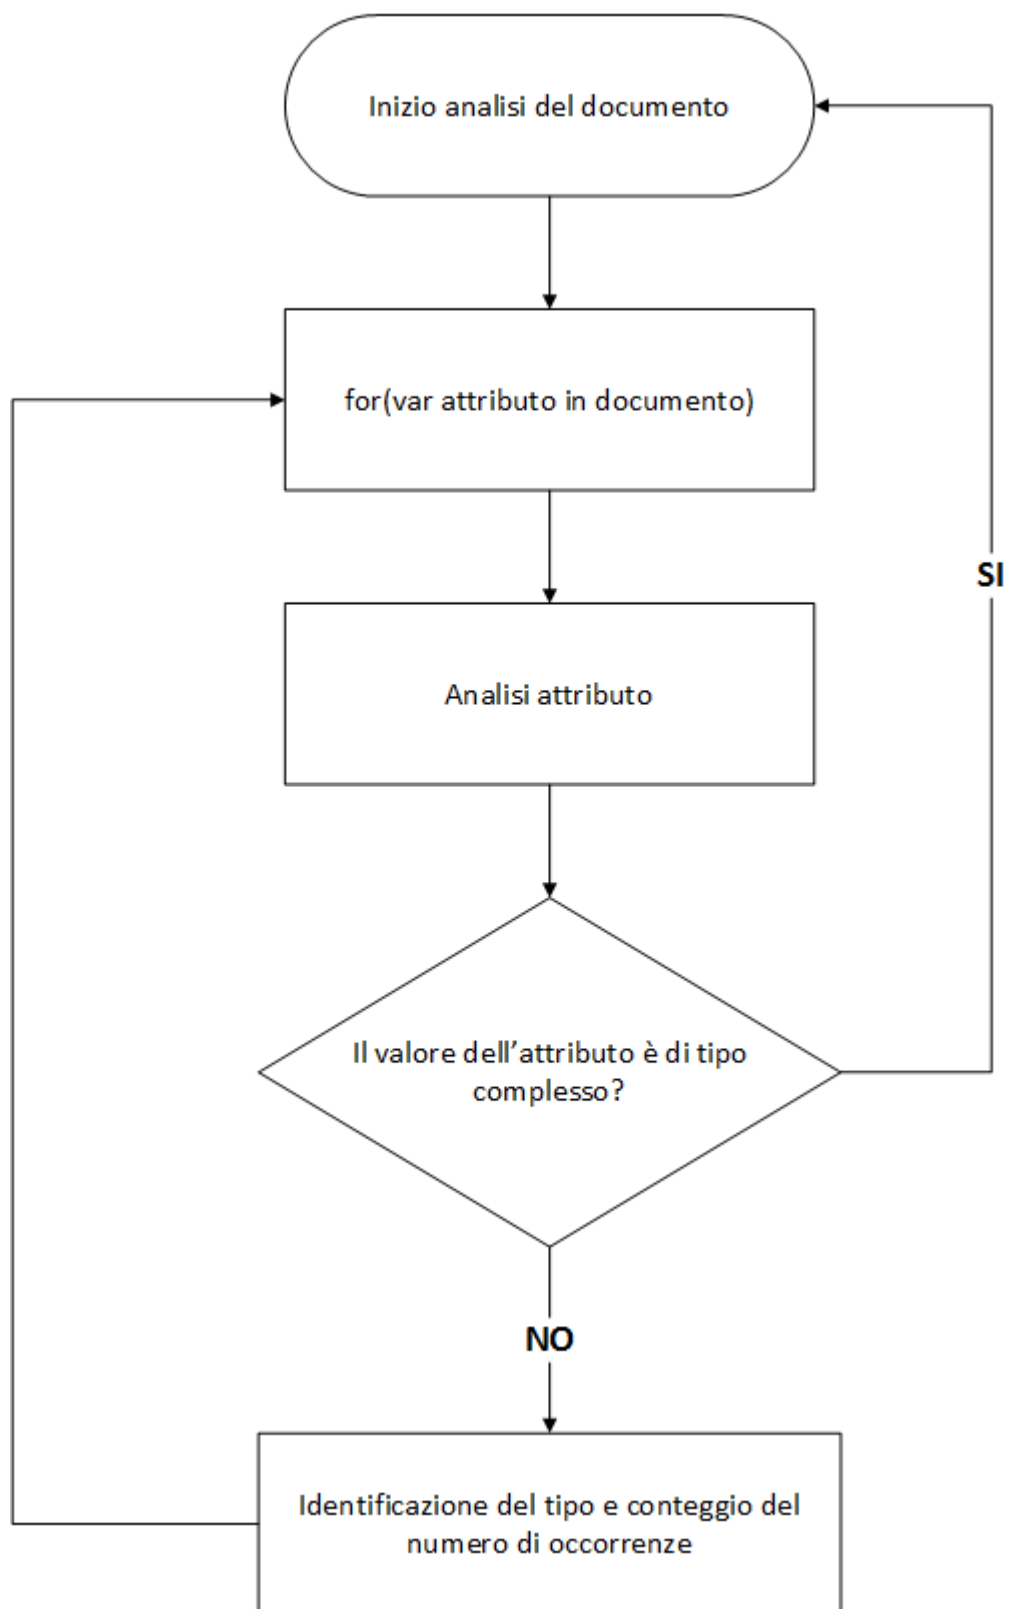 Inizio analisi del documento
for(var attributo in documento)
SI
Analisi attributo
Il valore dell’attributo è di tipo
complesso?
NO
Identificazione del tipo e conteggio del
numero di occorrenze